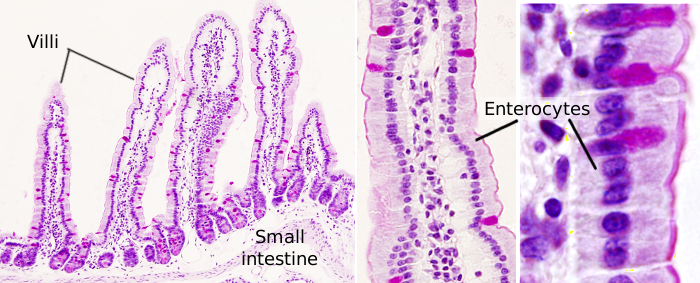 Villi
Enterocytes
Small
intestine